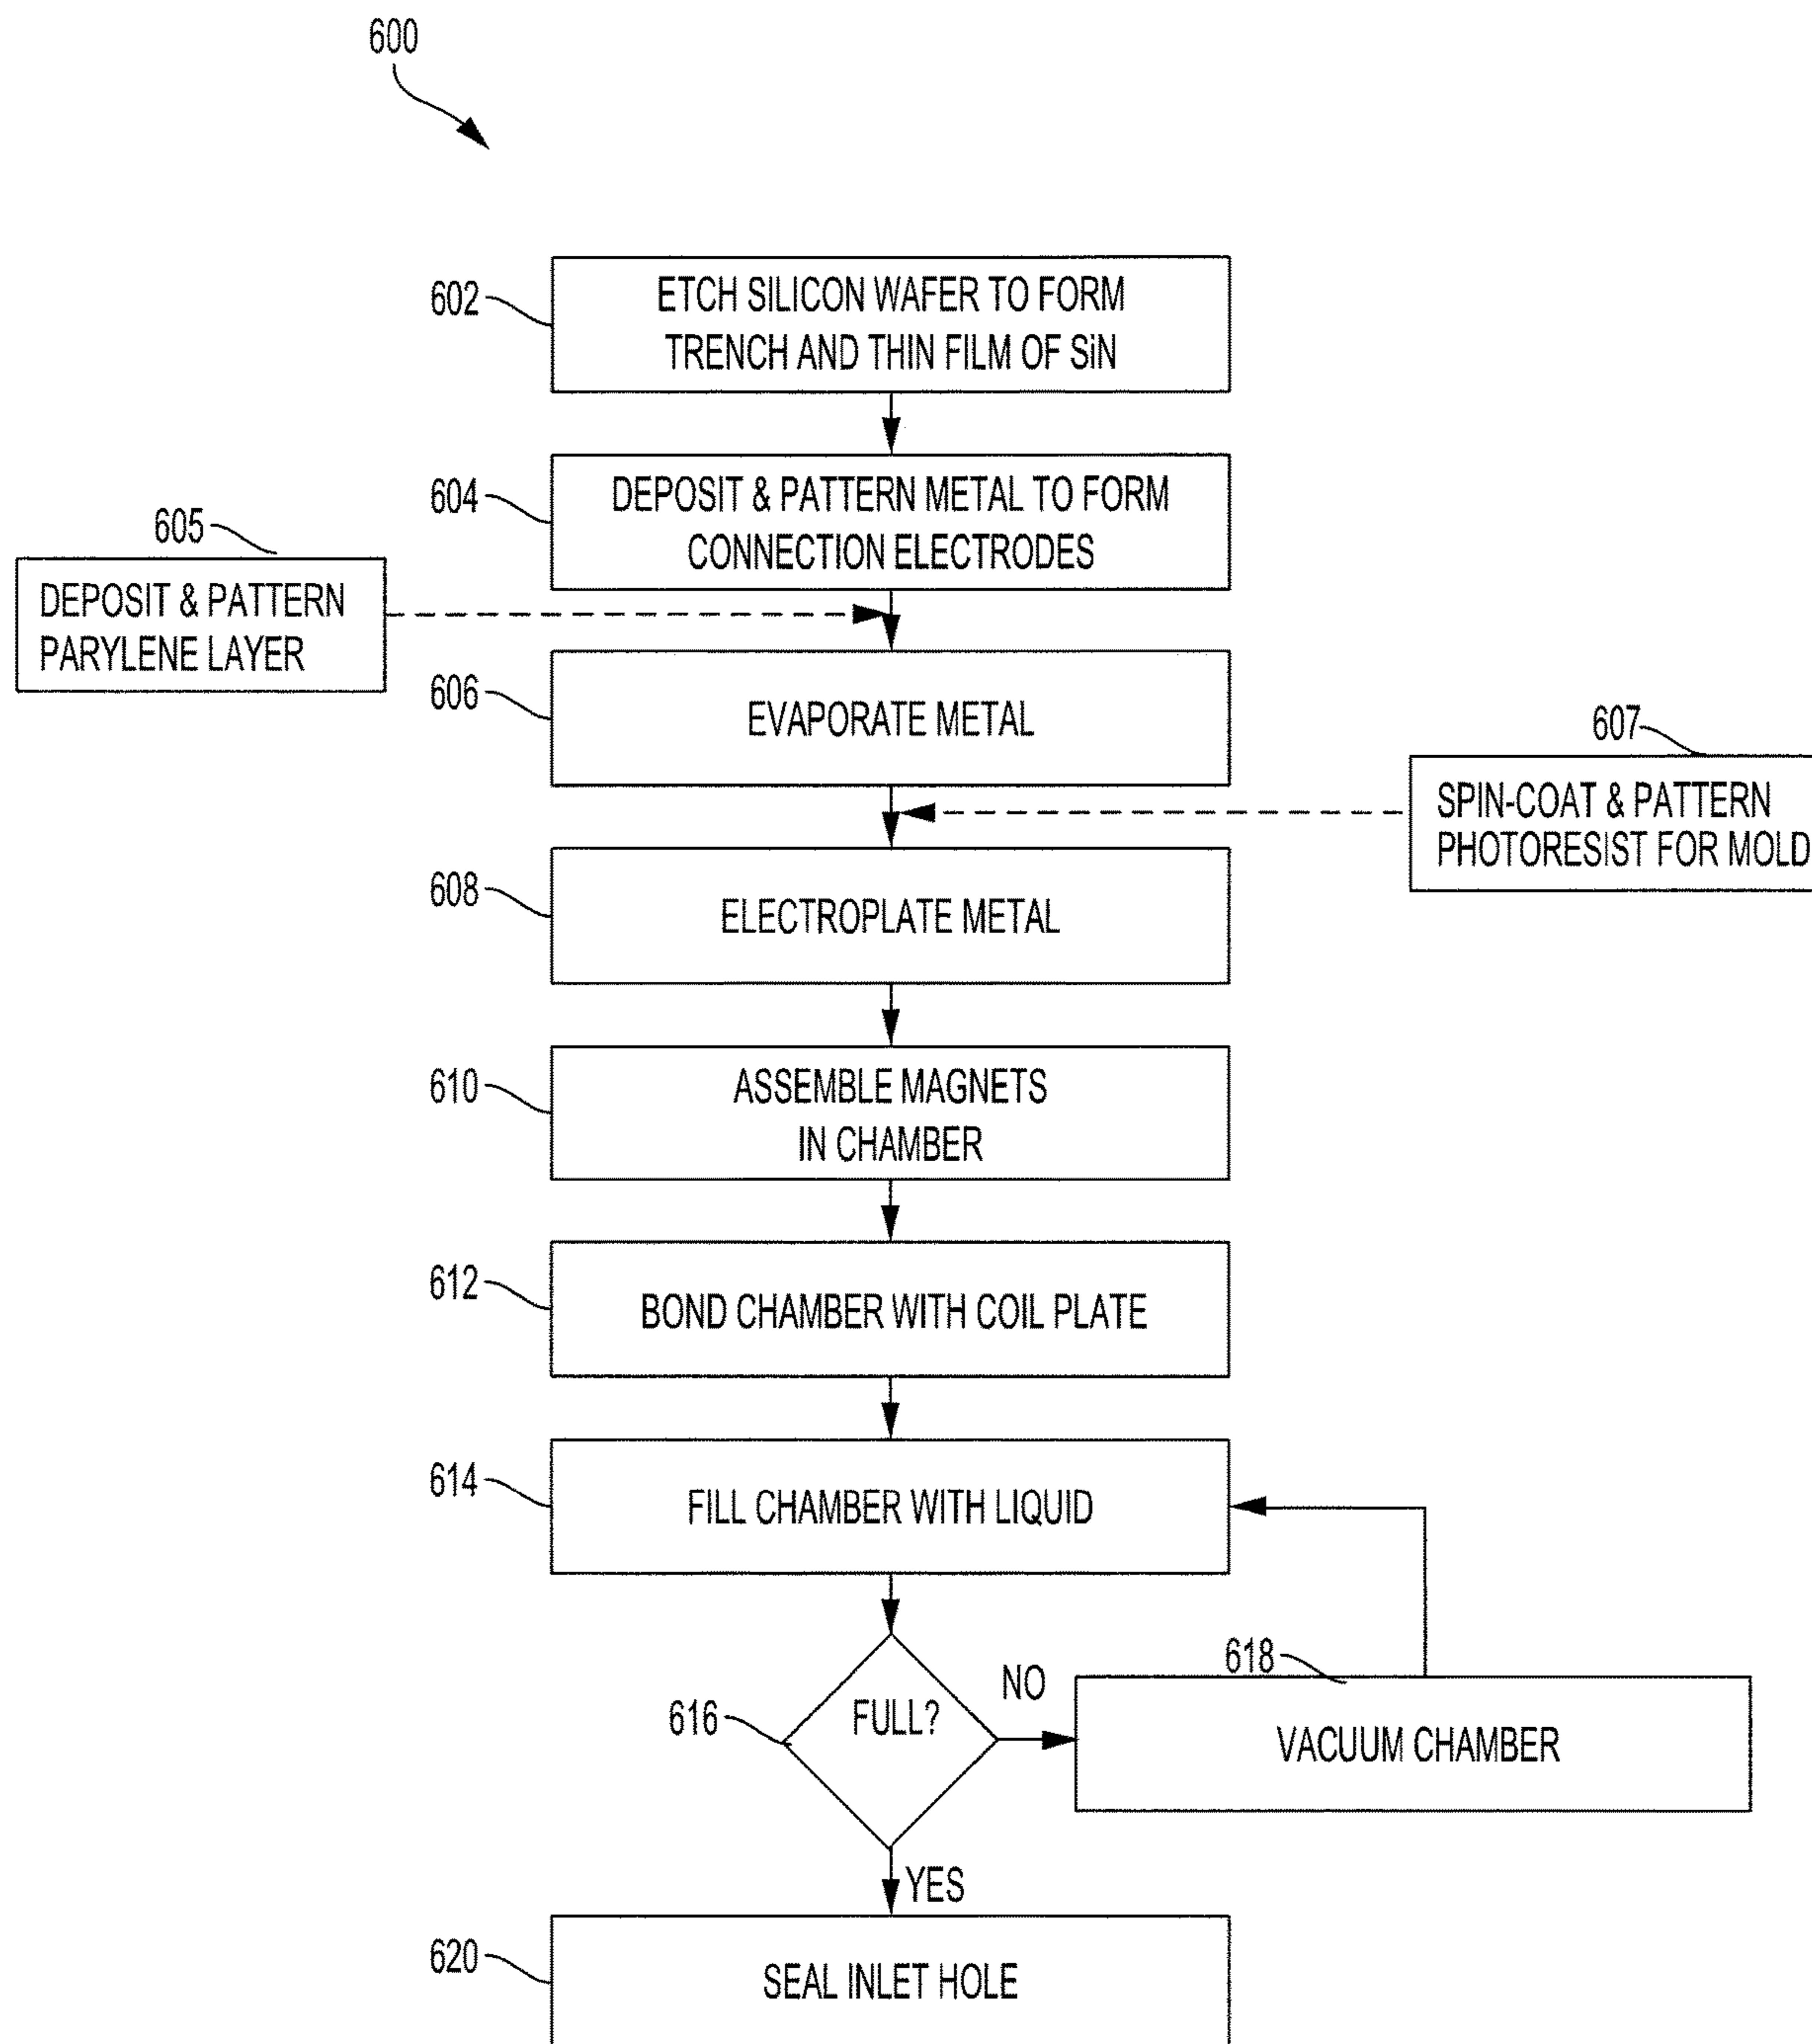 600
602
ETCH SILICON WAFER TO FORM
TRENCH AND THIN FILM OF SiN
604
DEPOSIT & PATTERN METAL TO FORM
CONNECTION ELECTRODES
605
DEPOSIT & PATTERN
PARYLENE LAYER
606
EVAPORATE METAL
607
SPIN-COAT & PATTERN
PHOTORESIST FOR MOLD
608
ELECTROPLATE METAL
610
ASSEMBLE MAGNETS
IN CHAMBER
612
BOND CHAMBER WITH COIL PLATE
614
FILL CHAMBER WITH LIQUID
616
FULL?
NO
618
VACUUM CHAMBER
YES
620
SEAL INLET HOLE